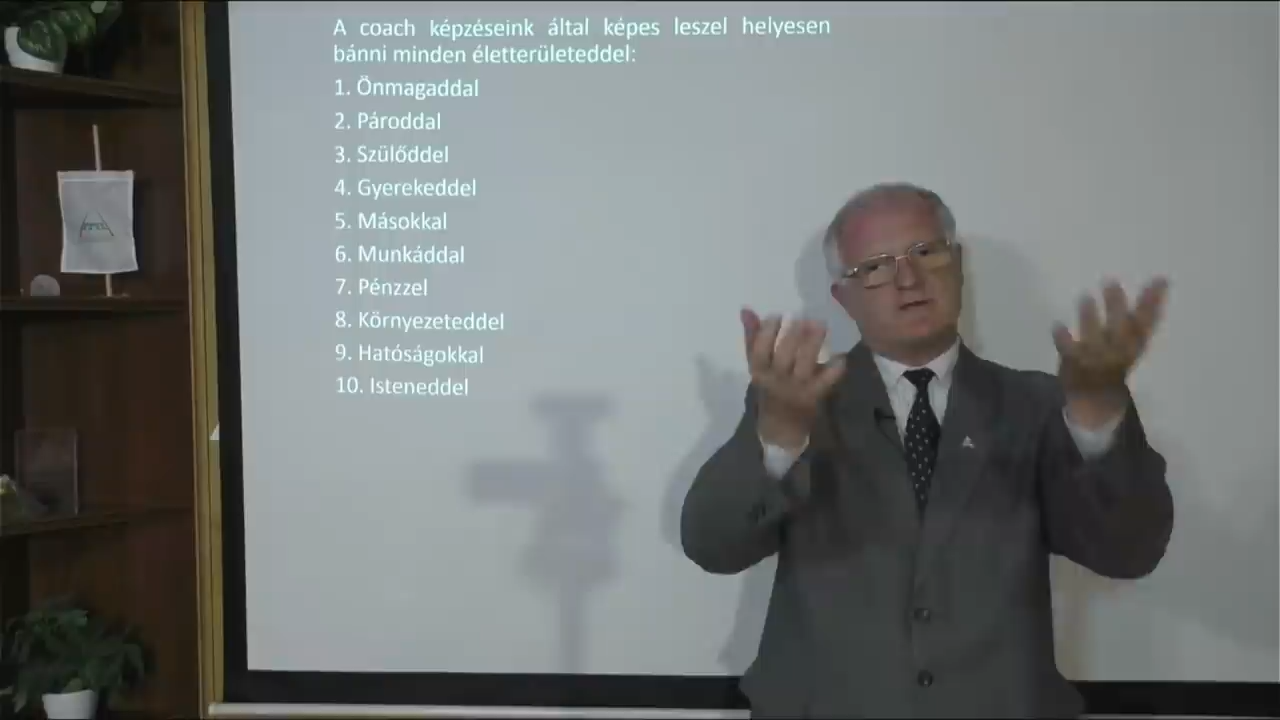 A coach képzéseink által képes leszel helyesen
bánni minden életterületeddel:
1. Önmagaddal
2. Pároddal
3. Szülőddel
4. Gyerekeddel
5. Másokkal
6. Munkáddal
7. Pénzzel
8. Környezeteddel
9. Hatóságokkal
10. Isteneddel